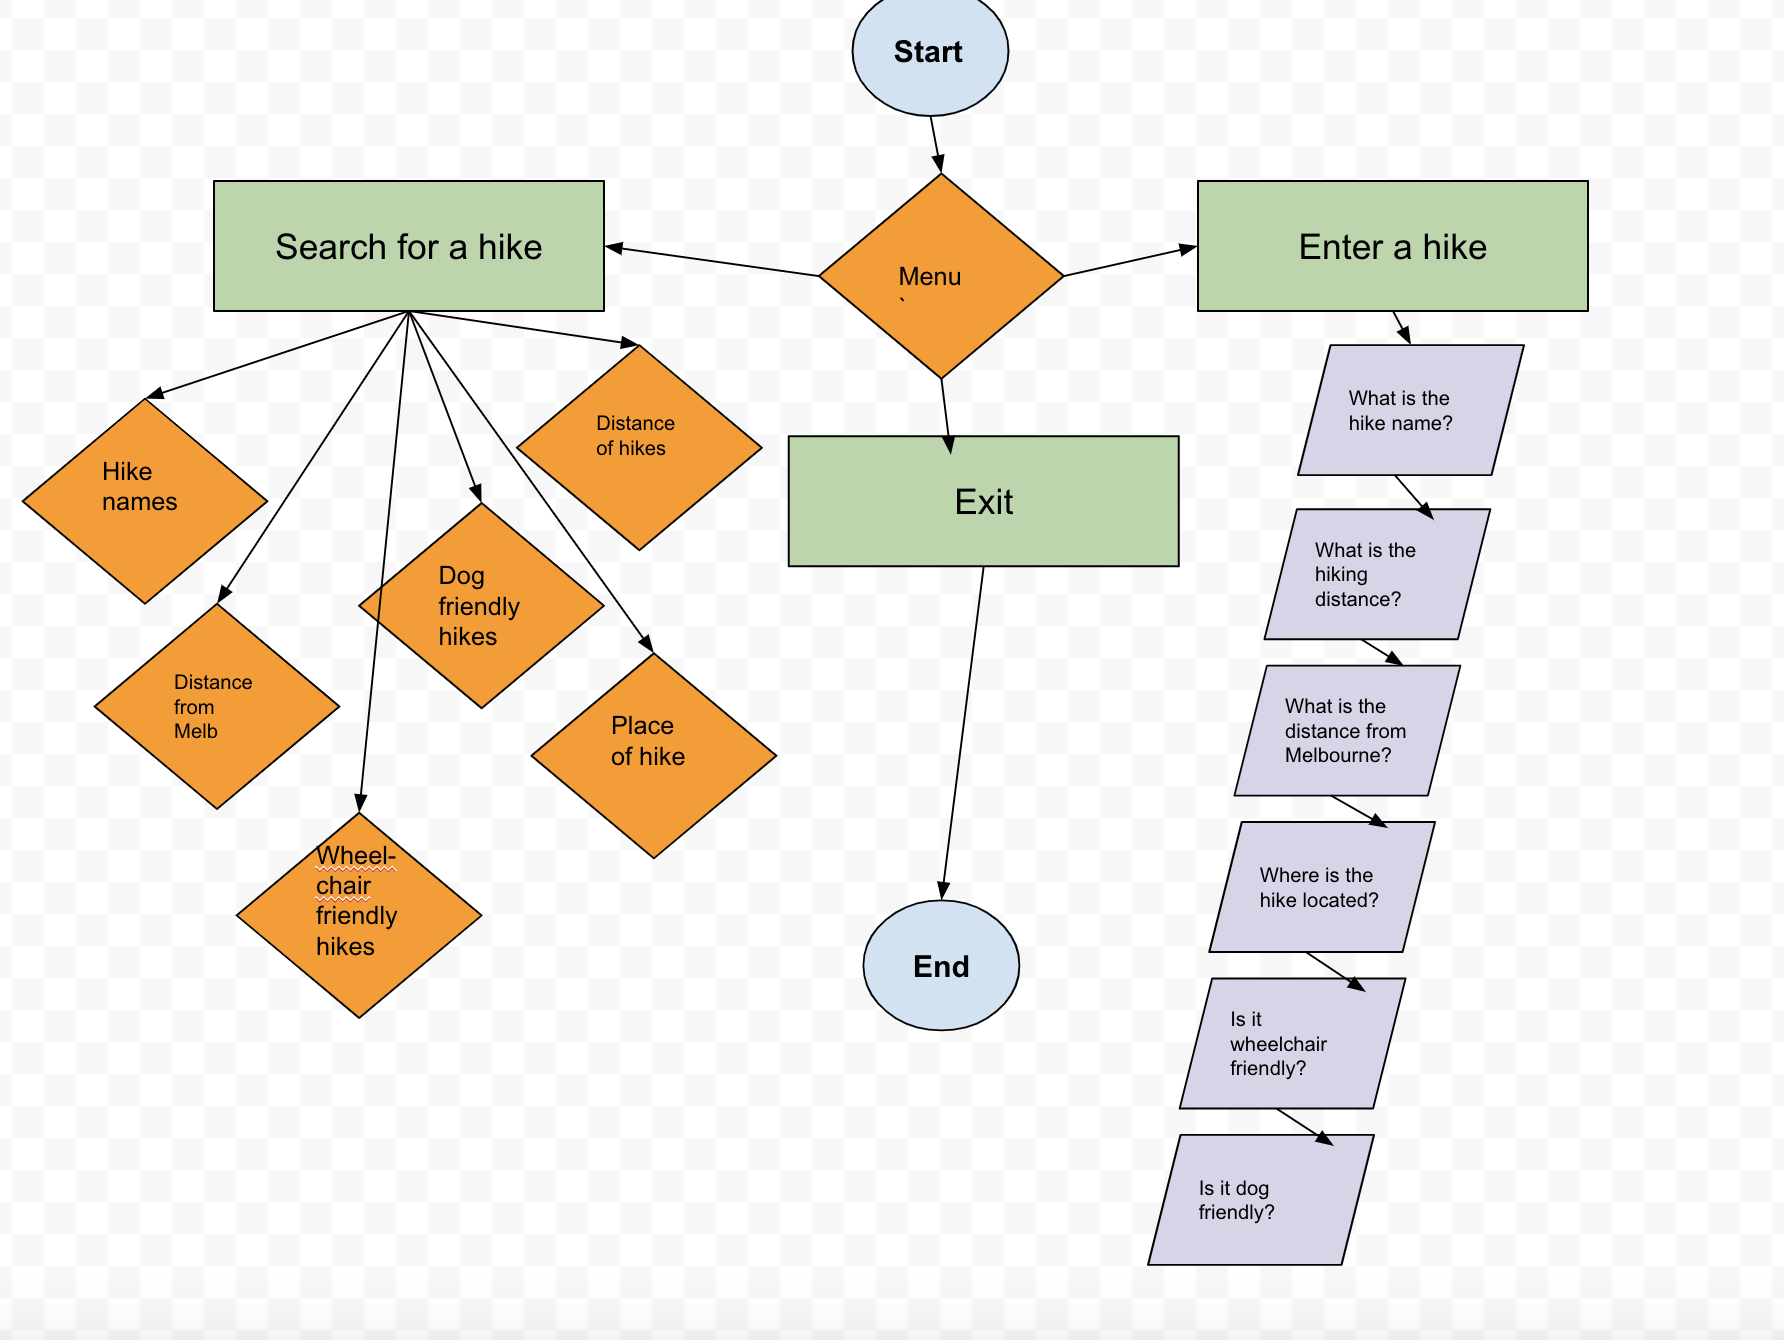 Start
Search for a hike
Menu
`
Enter a hike
Hike
names
Distance
from
Melb
Wheel-
chair
friendly
hikes
Dog
friendly
hikes
Place
of hike
Distance
of hikes
Exit
End
What is the
hike name?
What is the
hiking
distance?
What is the
distance from
Melbourne?
Where is the
hike located?
Is it
wheelchair
friendly?
Is it dog
friendly?